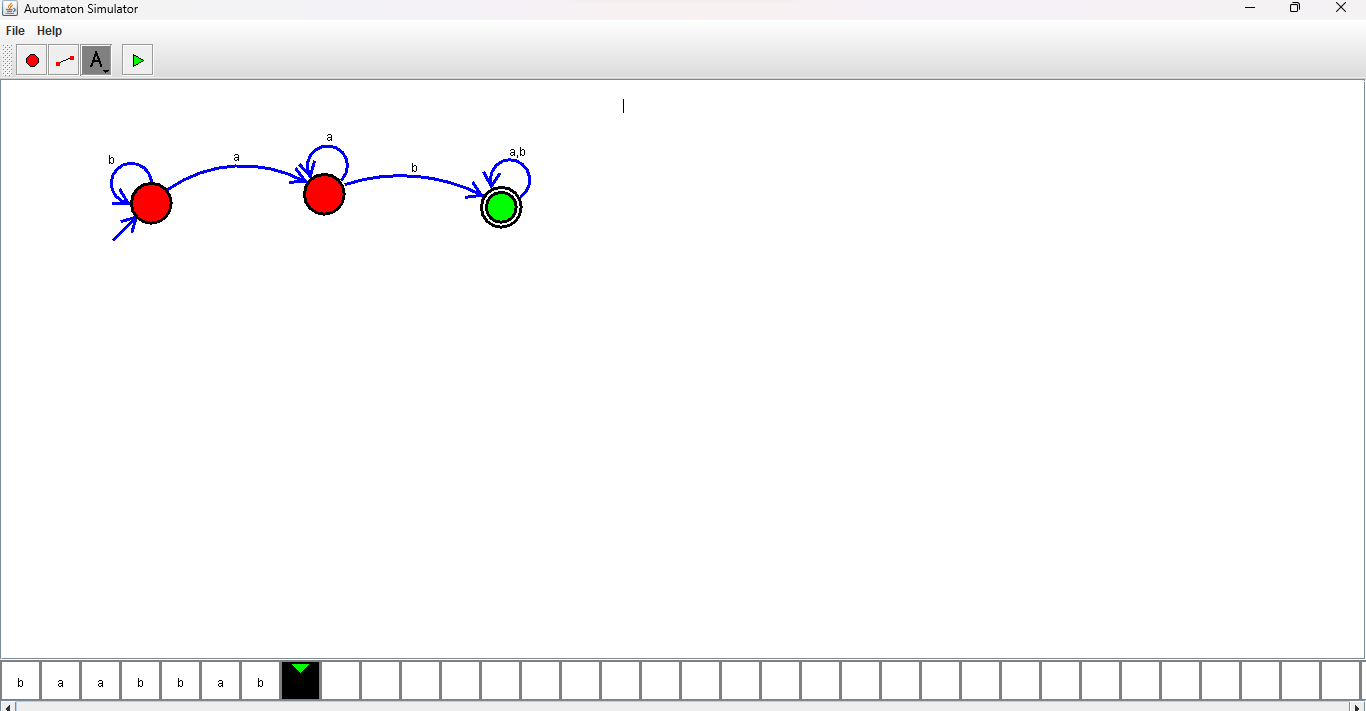 Automaton Simulator
File Help
A
a
b a a,b
b
b a a b b a b